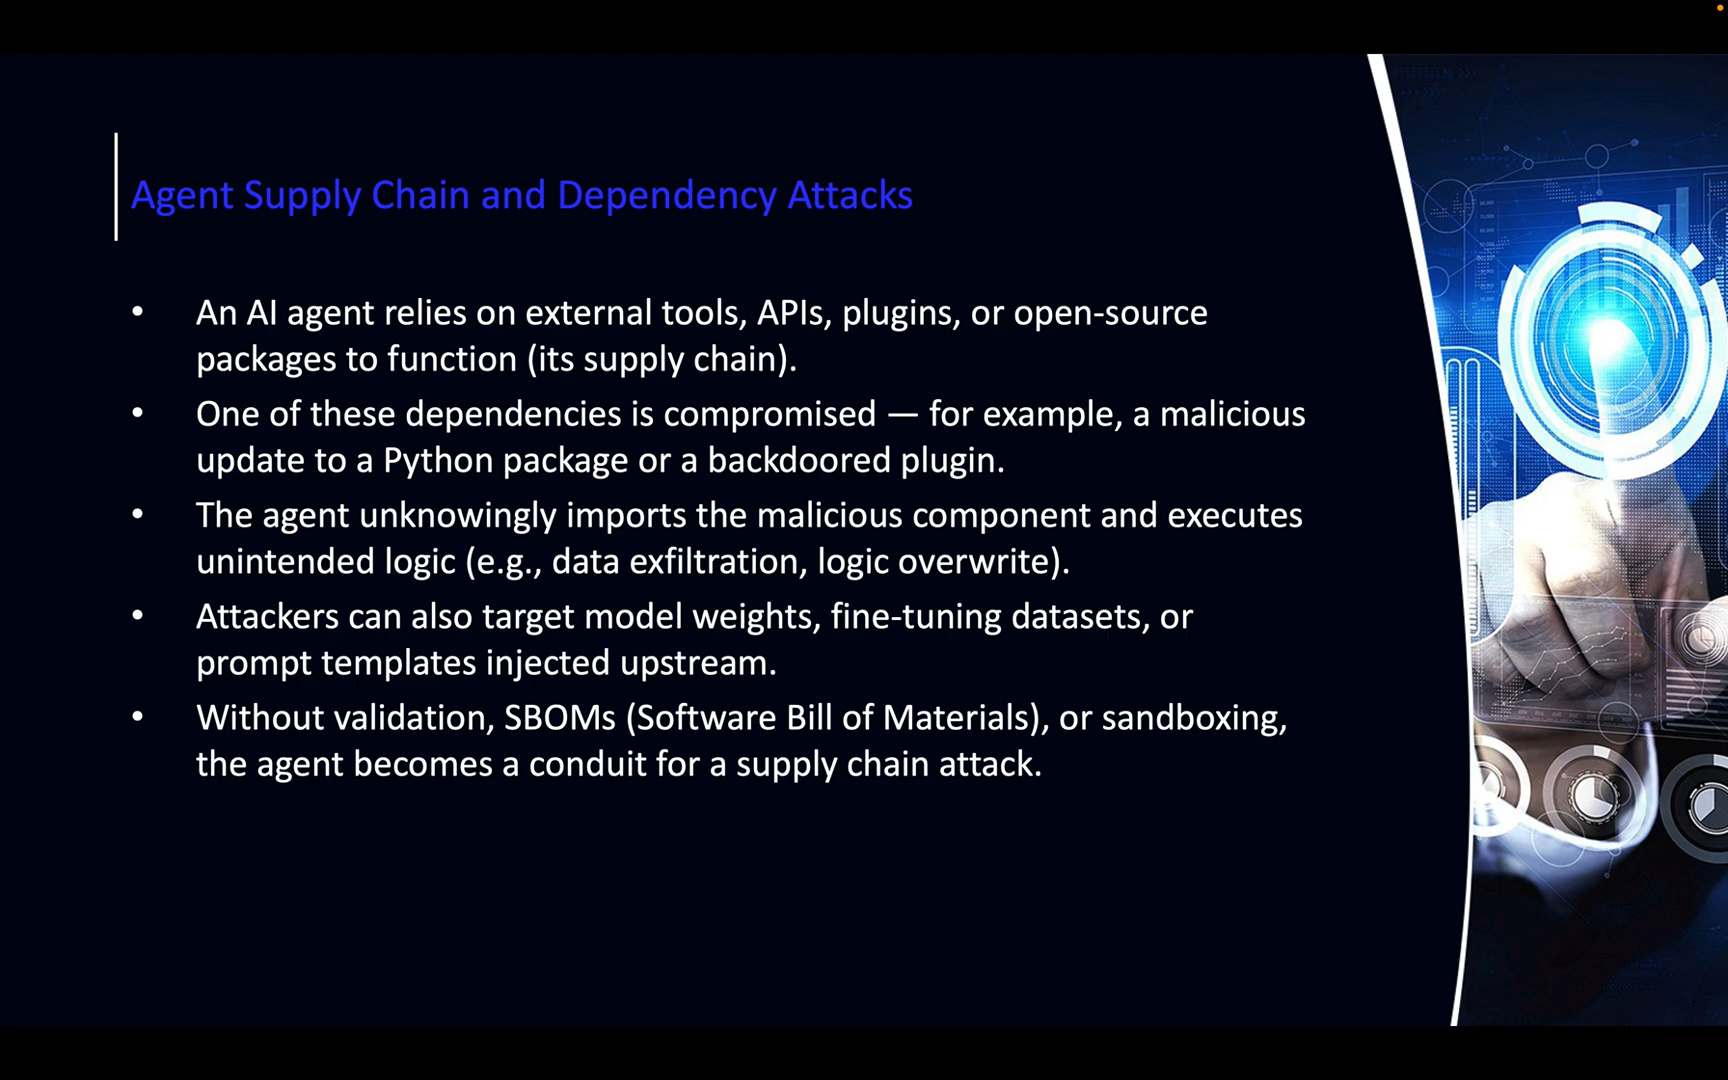 Agent Supply Chain and Dependency Attacks
• An AI agent relies on external tools, APIs, plugins, or open-source
packages to function (its supply chain).
• One of these dependencies is compromised — for example, a malicious
update to a Python package or a backdoored plugin.
• The agent unknowingly imports the malicious component and executes
unintended logic (e.g., data exfiltration, logic overwrite).
• Attackers can also target model weights, fine-tuning datasets, or
prompt templates injected upstream.
• Without validation, SBOMs (Software Bill of Materials), or sandboxing,
the agent becomes a conduit for a supply chain attack.